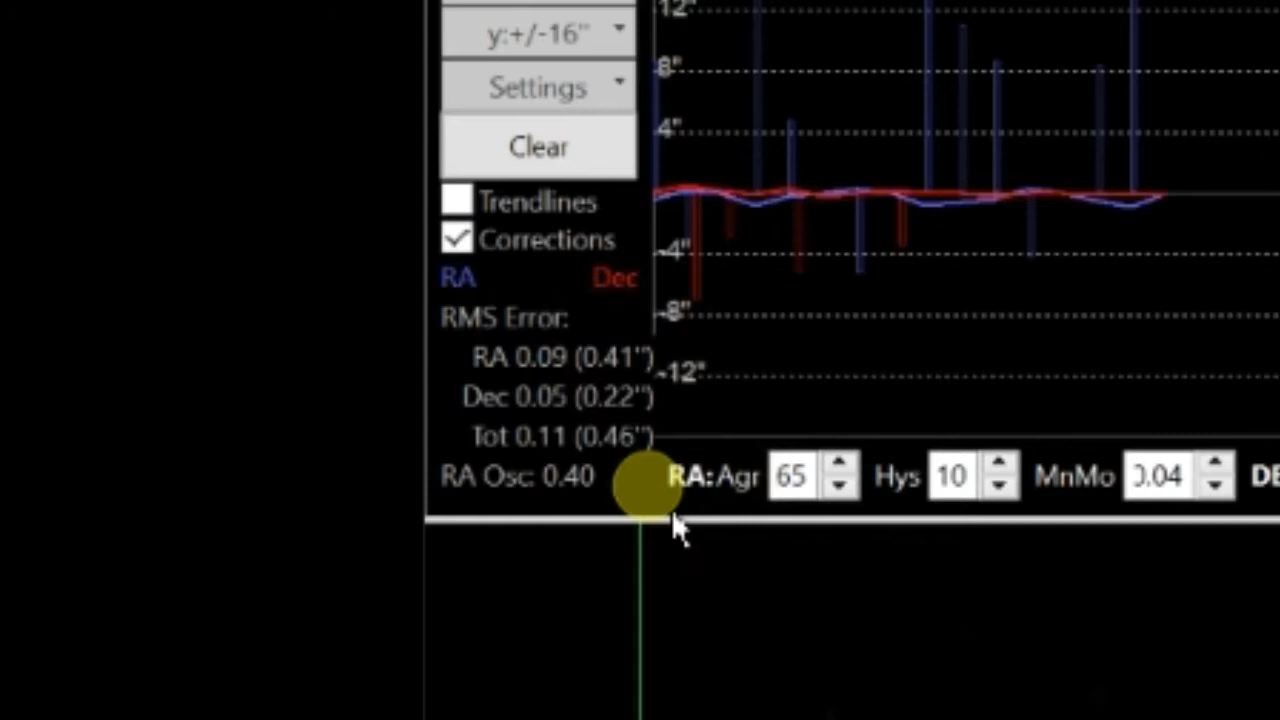 12"
y:+/-16"
8"
Settings
4"
Clear
Trendlines
Corrections
-4"
RA Dec
-8"
RMS Error:
RA 0.09 (0.41")
-12"
Dec 0.05 (0.22")
Tot 0.11 (0.46")
RA Osc: 0.40 RA: Agr 65 Hys 10 MnMo 0.04